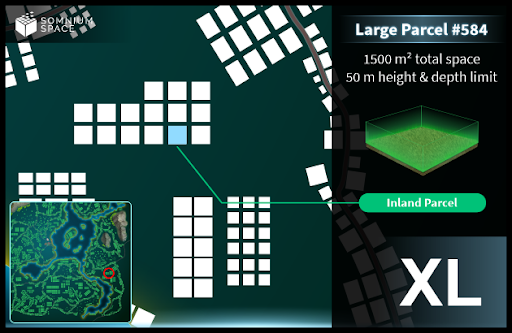 SOMNIUM
SPACE
Large Parcel #584
1500 m² total space
50 m height & depth limit
Inland Parcel
XL